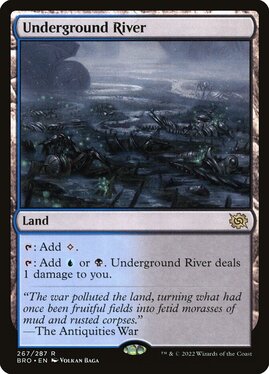 Underground River
Land
: Add .
: Add or . Underground River deals
1 damage to you.
"The war polluted the land, turning what had
once been fruitful fields into fetid morasses of
mud and rusted corpses."
—The Antiquities War
267/287 R
BRO • EN VOLKAN BAGA
™ & © 2022 Wizards of the Coast